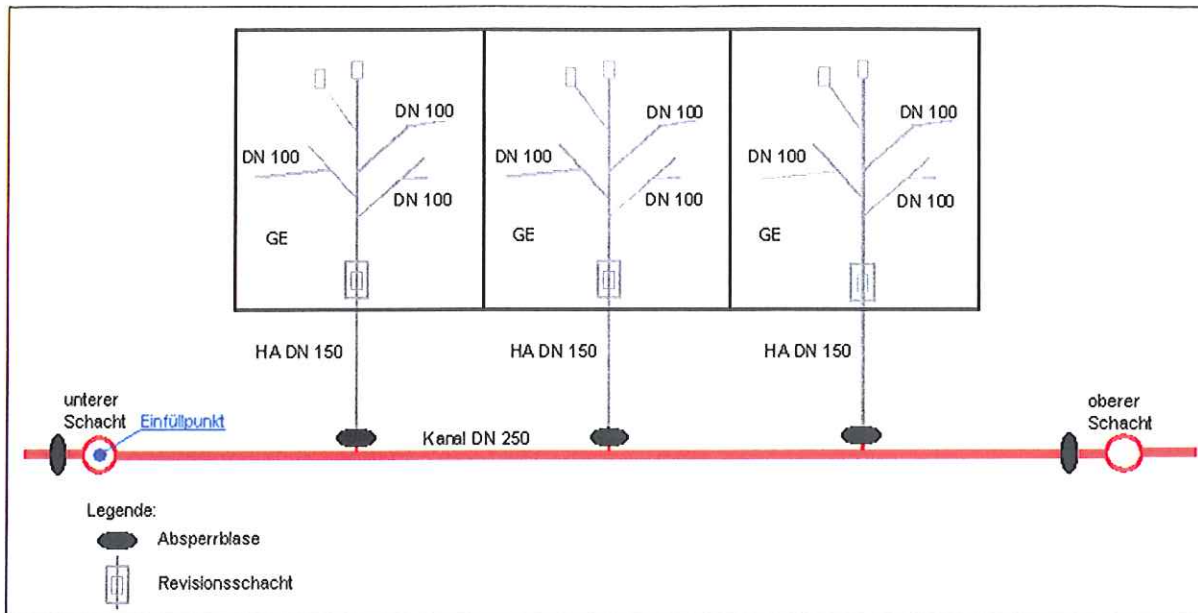 DN 100
DN 100
DN 100
DN 100
DN 100
DN 100
DN 100
DN 100
DN 100
GE
GE
GE
HA DN 150
HA DN 150
HA DN 150
unterer
Schacht
Einfüllpunkt
Kanal DN 250
oberer
Schacht
Legende:
Absperrblase
Revisionsschacht